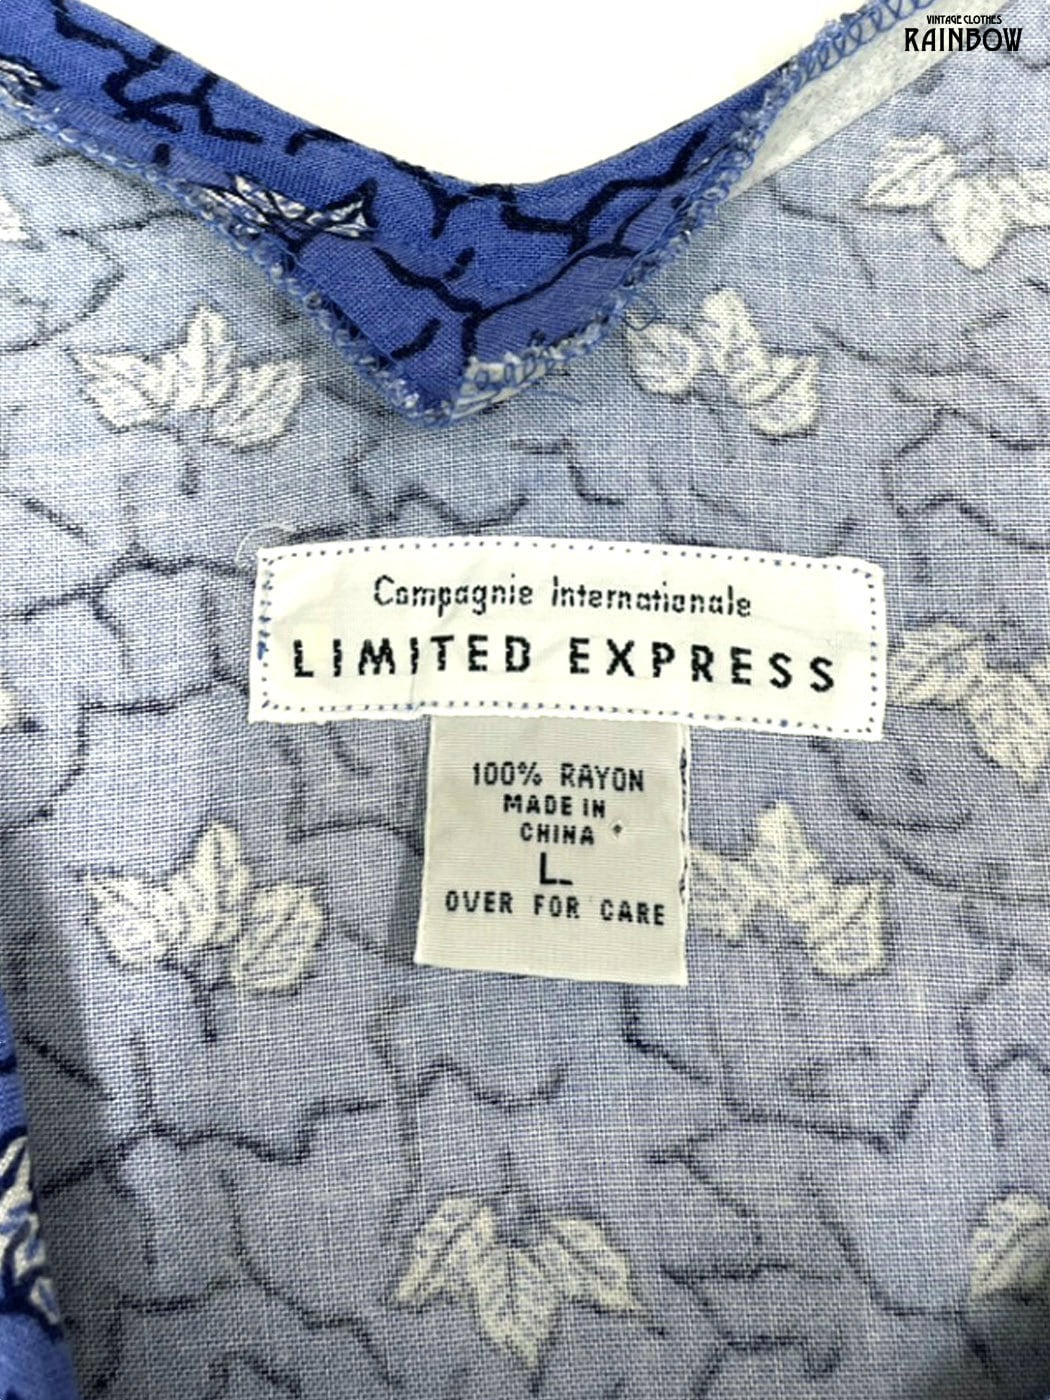 VINTAGE CLOTHES
RAINBOW
Compagnie Internationale
LIMITED EXPRESS
100% RAYON
MADE IN
CHINA
L
OVER FOR CARE